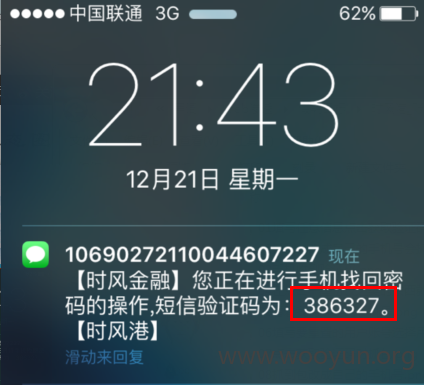 中国联通 3G 62%
21:43
12月21日 星期一
10690272110044607227 现在
【时风金融】您正在进行手机找回密
码的操作,短信验证码为：386327。
【时风港】
滑动来回复
www.wooyun.org